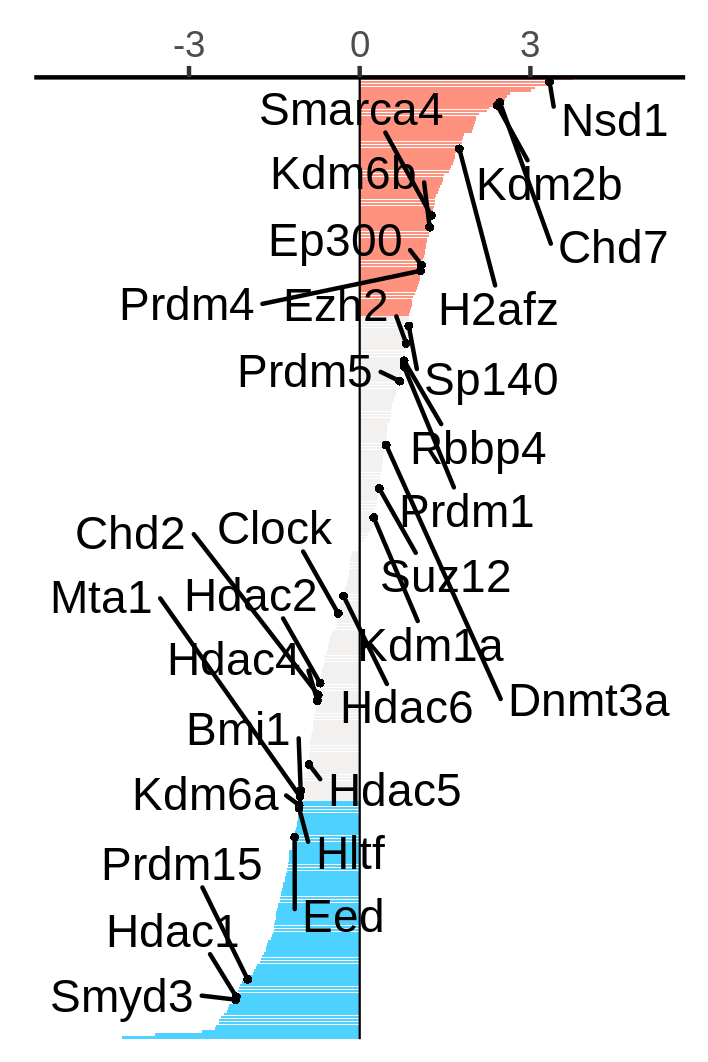 -3 0 3
Smarca4
Nsd1
Kdm6b
Kdm2b
Ep300
Chd7
Prdm4
Ezh2
H2afz
Prdm5
Sp140
Rbbp4
Prdm1
Chd2
Clock
Suz12
Mta1
Hdac2
Kdm1a
Hdac4
Hdac6
Dnmt3a
Bmi1
Kdm6a
Hdac5
Hltf
Prdm15
Eed
Hdac1
Smyd3